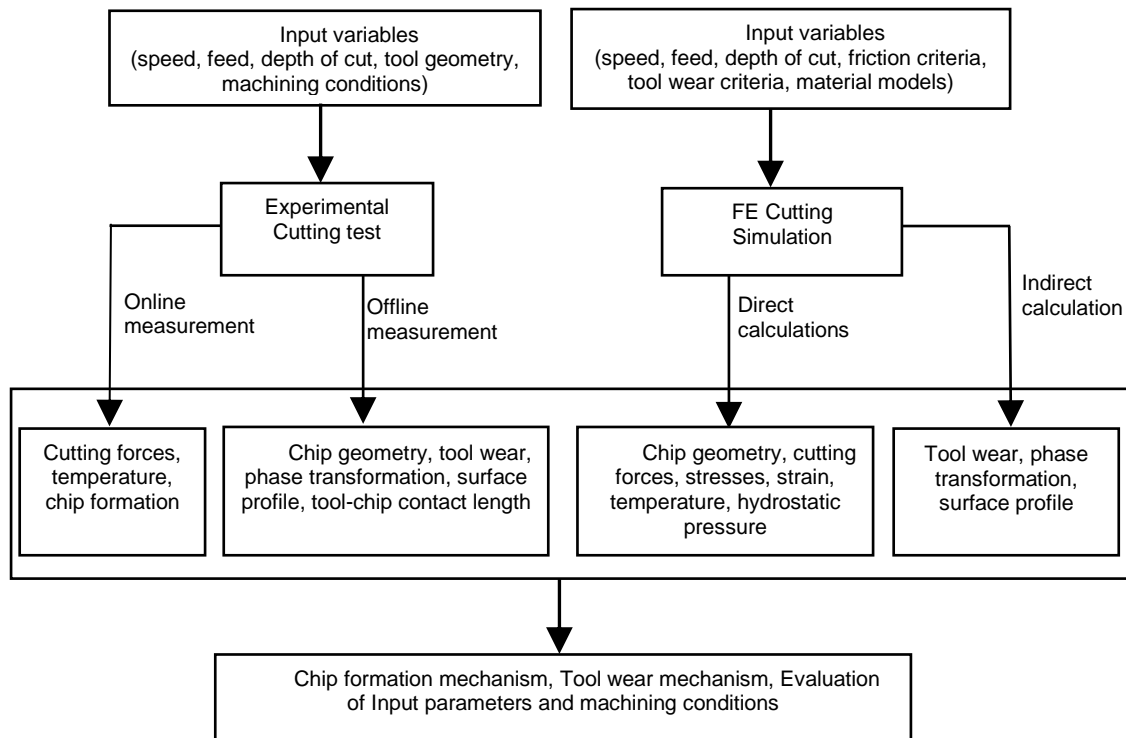 Input variables
(speed, feed, depth of cut, tool geometry,
machining conditions)
Input variables
(speed, feed, depth of cut, friction criteria,
tool wear criteria, material models)
Experimental
Cutting test
FE Cutting
Simulation
Online
measurement
Offline
measurement
Direct
calculations
Indirect
calculation
Cutting forces,
temperature,
chip formation
Chip geometry, tool wear,
phase transformation, surface
profile, tool-chip contact length
Chip geometry, cutting
forces, stresses, strain,
temperature, hydrostatic
pressure
Tool wear, phase
transformation,
surface profile
Chip formation mechanism, Tool wear mechanism, Evaluation
of Input parameters and machining conditions